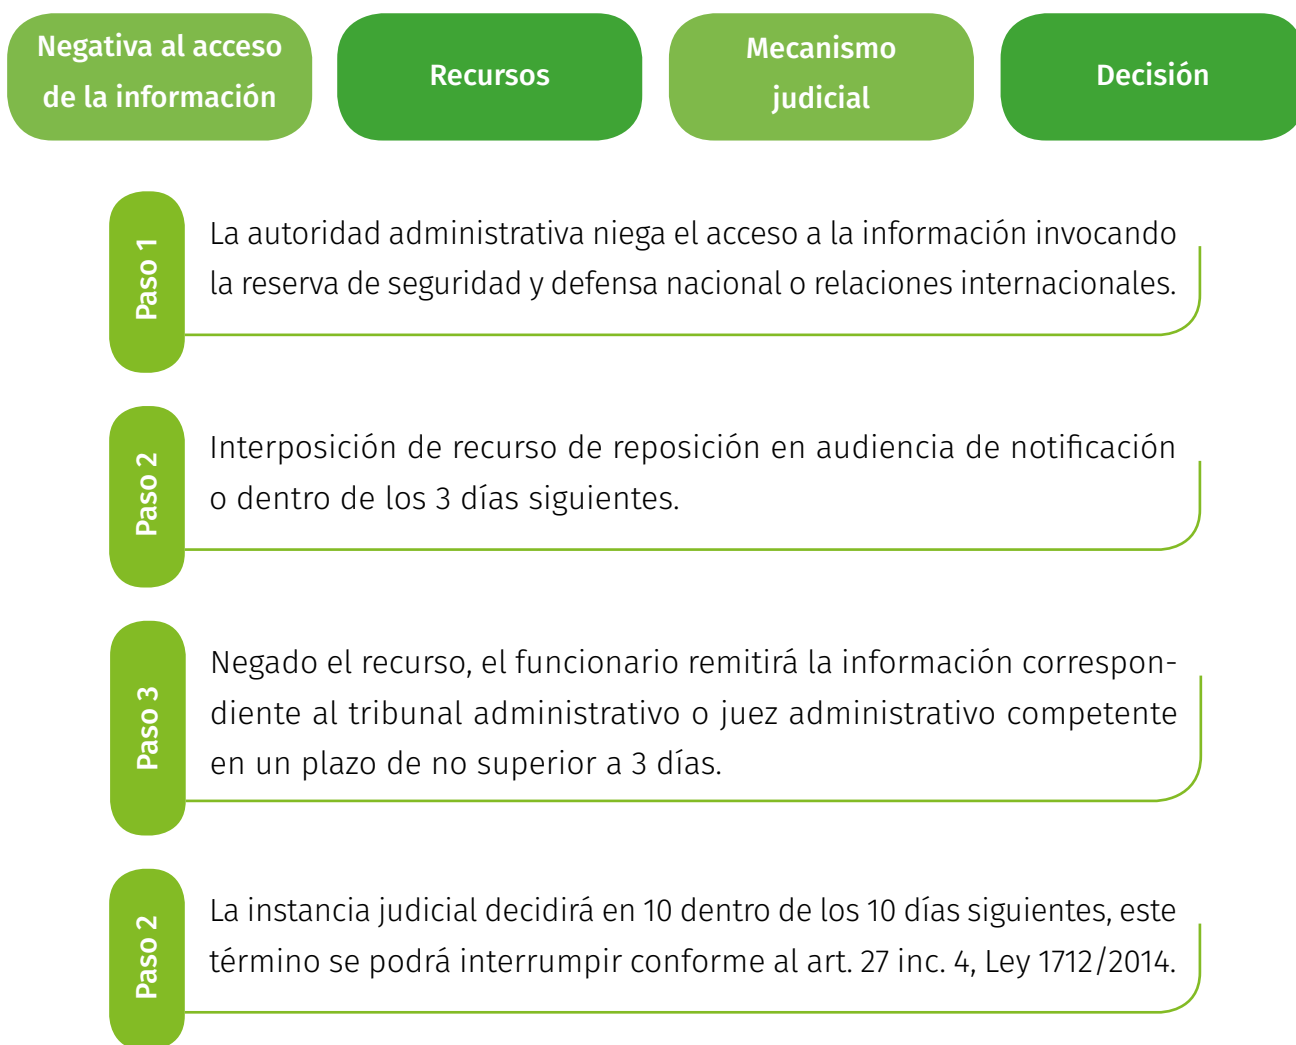 Negativa al acceso
de la información
Recursos
Mecanismo
judicial
Decisión
Paso 1
La autoridad administrativa niega el acceso a la información invocando
la reserva de seguridad y defensa nacional o relaciones internacionales.
Paso 2
Interposición de recurso de reposición en audiencia de notificación
o dentro de los 3 días siguientes.
Paso 3
Negado el recurso, el funcionario remitirá la información correspon-
diente al tribunal administrativo o juez administrativo competente
en un plazo de no superior a 3 días.
Paso 2
La instancia judicial decidirá en 10 dentro de los 10 días siguientes, este
término se podrá interrumpir conforme al art. 27 inc. 4, Ley 1712/2014.